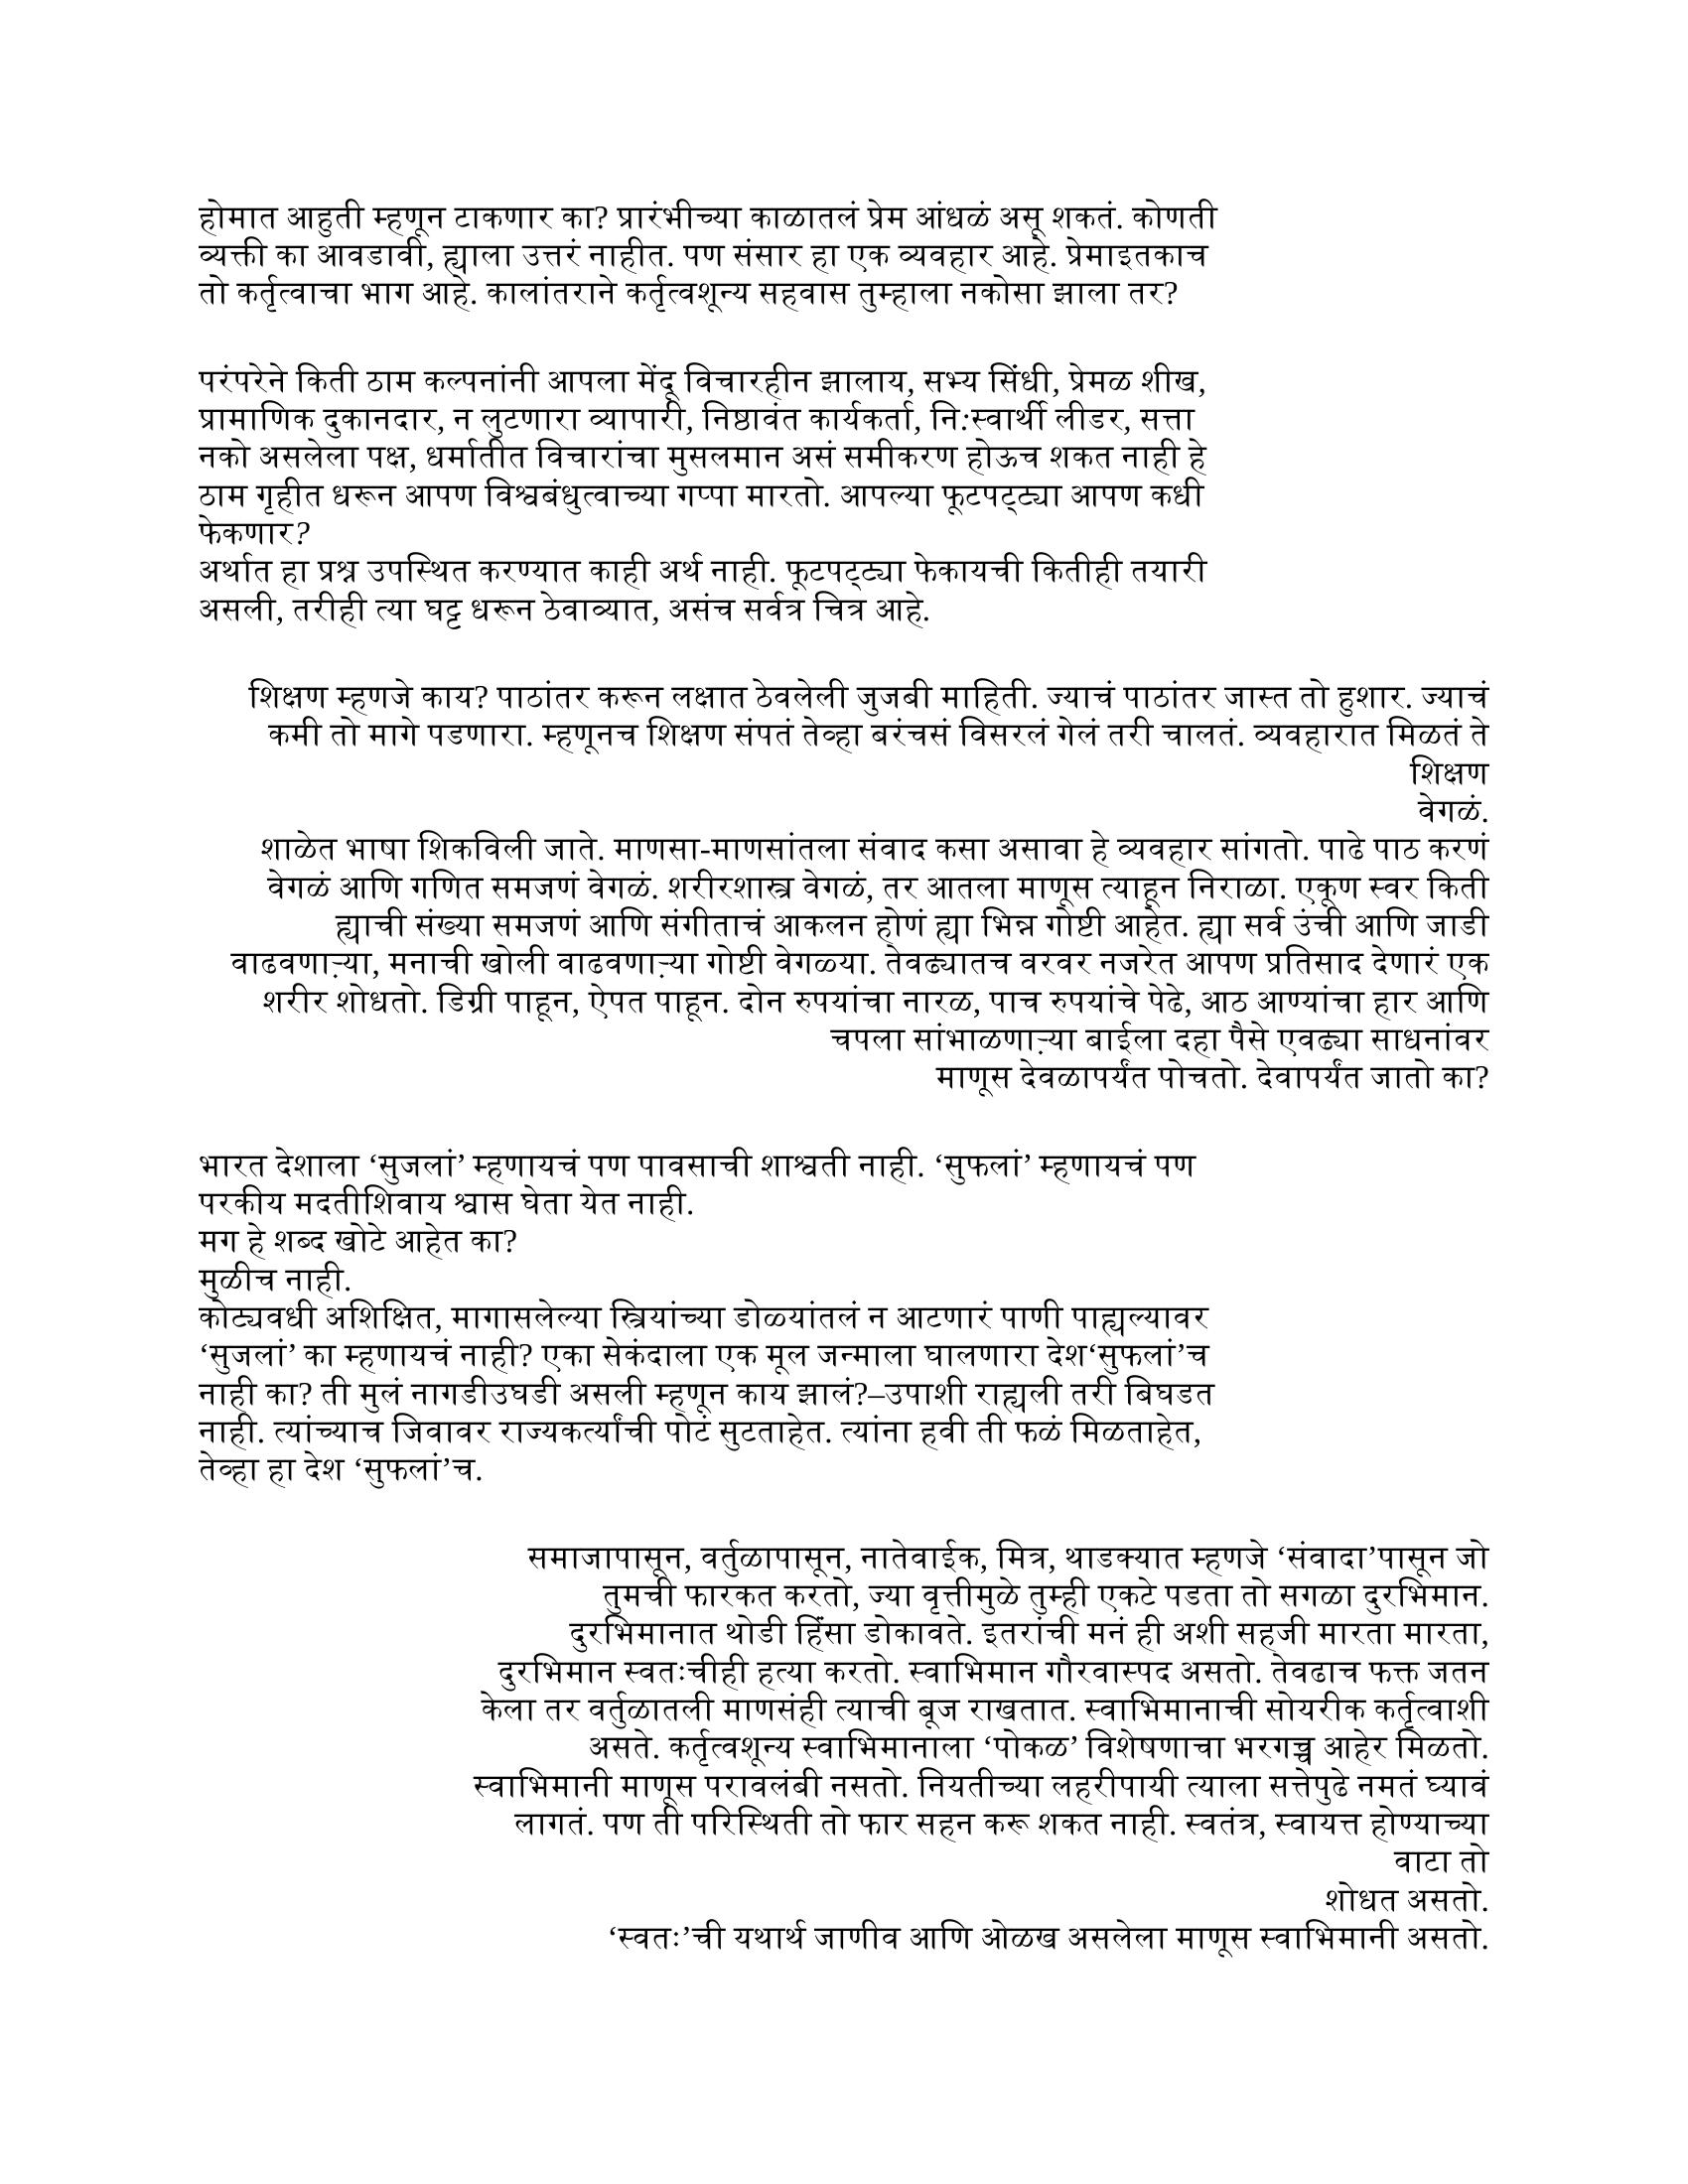 होमात आहुती म्हणून टाकणार का? प्रारंभीच्या काळातलं प्रेम आंधळं असू शकतं. कोणती
व्यक्ती का आवडावी, ह्याला उत्तरं नाहीत. पण संसार हा एक व्यवहार आहे. प्रेमाइतकाच
तो कर्तृत्वाचा भाग आहे. कालांतराने कर्तृत्वशून्य सहवास तुम्हाला नकोसा झाला तर?
परंपरेने किती ठाम कल्पनांनी आपला मेंदू विचारहीन झालाय, सभ्य सिंधी, प्रेमळ शीख,
प्रामाणिक दुकानदार, न लुटणारा व्यापारी, निष्ठावंत कार्यकर्ता, नि:स्वार्थी लीडर, सत्ता
नको असलेला पक्ष, धर्मातीत विचारांचा मुसलमान असं समीकरण होऊच शकत नाही हे
ठाम गृहीत धरून आपण विश्वबंधुत्वाच्या गप्पा मारतो. आपल्या फूटपट्ट्या आपण कधी
फेकणार?
अर्थात हा प्रश्न उपस्थित करण्यात काही अर्थ नाही. फूटपट्ट्या फेकायची कितीही तयारी
असली, तरीही त्या घट्ट धरून ठेवाव्यात, असंच सर्वत्र चित्र आहे.
शिक्षण म्हणजे काय? पाठांतर करून लक्षात ठेवलेली जुजबी माहिती. ज्याचं पाठांतर जास्त तो हुशार. ज्याचं
कमी तो मागे पडणारा. म्हणूनच शिक्षण संपतं तेव्हा बरंचसं विसरलं गेलं तरी चालतं. व्यवहारात मिळतं ते
शिक्षण
वेगळं.
शाळेत भाषा शिकविली जाते. माणसा-माणसांतला संवाद कसा असावा हे व्यवहार सांगतो. पाढे पाठ करणं
वेगळं आणि गणित समजणं वेगळं. शरीरशास्त्र वेगळं, तर आतला माणूस त्याहून निराळा. एकूण स्वर किती
ह्याची संख्या समजणं आणि संगीताचं आकलन होणं ह्या भिन्न गोष्टी आहेत. ह्या सर्व उंची आणि जाडी
वाढवणाऱ्या, मनाची खोली वाढवणाऱ्या गोष्टी वेगळ्या. तेवढ्यातच वरवर नजरेत आपण प्रतिसाद देणारं एक
शरीर शोधतो. डिग्री पाहून, ऐपत पाहून. दोन रुपयांचा नारळ, पाच रुपयांचे पेढे, आठ आण्यांचा हार आणि
चपला सांभाळणाऱ्या बाईला दहा पैसे एवढ्या साधनांवर
माणूस देवळापर्यंत पोचतो. देवापर्यंत जातो का?
भारत देशाला ‘सुजलां’ म्हणायचं पण पावसाची शाश्वती नाही. ‘सुफलां’ म्हणायचं पण
परकीय मदतीशिवाय श्वास घेता येत नाही.
मग हे शब्द खोटे आहेत का?
मुळीच नाही.
कोट्यवधी अशिक्षित, मागासलेल्या स्त्रियांच्या डोळ्यांतलं न आटणारं पाणी पाह्यल्यावर
‘सुजलां’ का म्हणायचं नाही? एका सेकंदाला एक मूल जन्माला घालणारा देश‘सुफलां’च
नाही का? ती मुलं नागडीउघडी असली म्हणून काय झालं?–उपाशी राह्यली तरी बिघडत
नाही. त्यांच्याच जिवावर राज्यकर्त्यांची पोटं सुटताहेत. त्यांना हवी ती फळं मिळताहेत,
तेव्हा हा देश ‘सुफलां’च.
समाजापासून, वर्तुळापासून, नातेवाईक, मित्र, थाडक्यात म्हणजे ‘संवादा’पासून जो
तुमची फारकत करतो, ज्या वृत्तीमुळे तुम्ही एकटे पडता तो सगळा दुरभिमान.
दुरभिमानात थोडी हिंसा डोकावते. इतरांची मनं ही अशी सहजी मारता मारता,
दुरभिमान स्वतःचीही हत्या करतो. स्वाभिमान गौरवास्पद असतो. तेवढाच फक्त जतन
केला तर वर्तुळातली माणसंही त्याची बूज राखतात. स्वाभिमानाची सोयरीक कर्तृत्वाशी
असते. कर्तृत्वशून्य स्वाभिमानाला ‘पोकळ’ विशेषणाचा भरगच्च आहेर मिळतो.
स्वाभिमानी माणूस परावलंबी नसतो. नियतीच्या लहरीपायी त्याला सत्तेपुढे नमतं घ्यावं
लागतं. पण ती परिस्थिती तो फार सहन करू शकत नाही. स्वतंत्र, स्वायत्त होण्याच्या
वाटा तो
शोधत असतो.
‘स्वतः’ची यथार्थ जाणीव आणि ओळख असलेला माणूस स्वाभिमानी असतो.